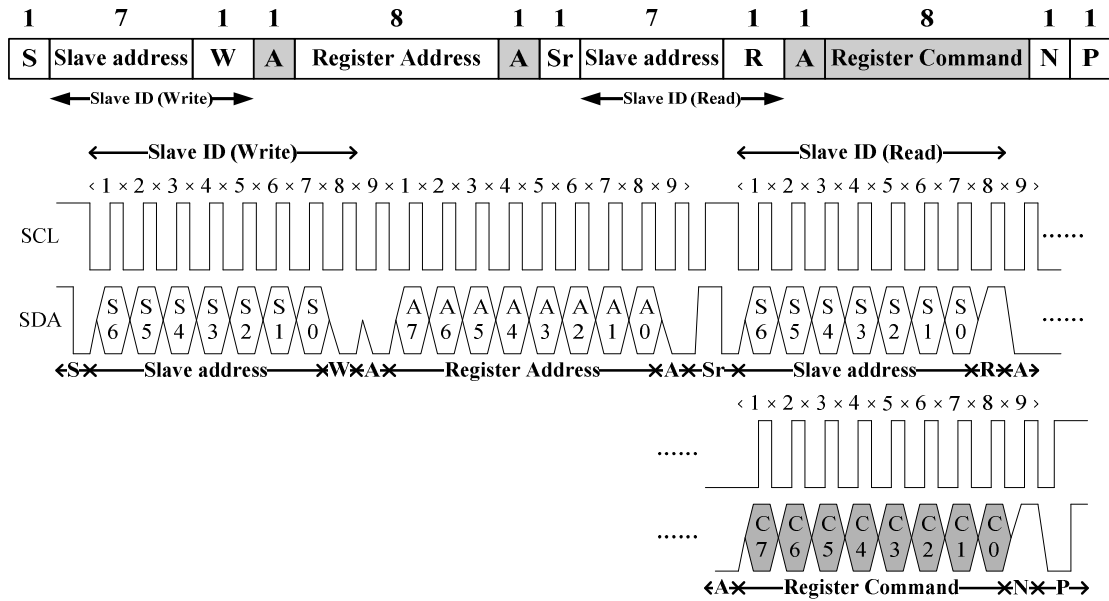 1 7 1 1 8 1 1 7 1 1 8 1 1
S Slave address W A Register Address A Sr Slave address R A Register Command N P
Slave ID (Write) Slave ID (Read)
Slave ID (Write) Slave ID (Read)
‹ 1 × 2 × 3 × 4 × 5 × 6 × 7 × 8 × 9 × 1 × 2 × 3 × 4 × 5 × 6 × 7 × 8 × 9 › ‹ 1 × 2 × 3 × 4 × 5 × 6 × 7 × 8 × 9 ›
SCL ......
SDA S6 S5 S4 S3 S2 S1 S0 A7 A6 A5 A4 A3 A2 A1 A0 S6 S5 S4 S3 S2 S1 S0 ......
S Slave address W A Register Address A Sr Slave address R A
‹ 1 × 2 × 3 × 4 × 5 × 6 × 7 × 8 × 9 ›
......
...... C7 C6 C5 C4 C3 C2 C1 C0
A Register Command N P